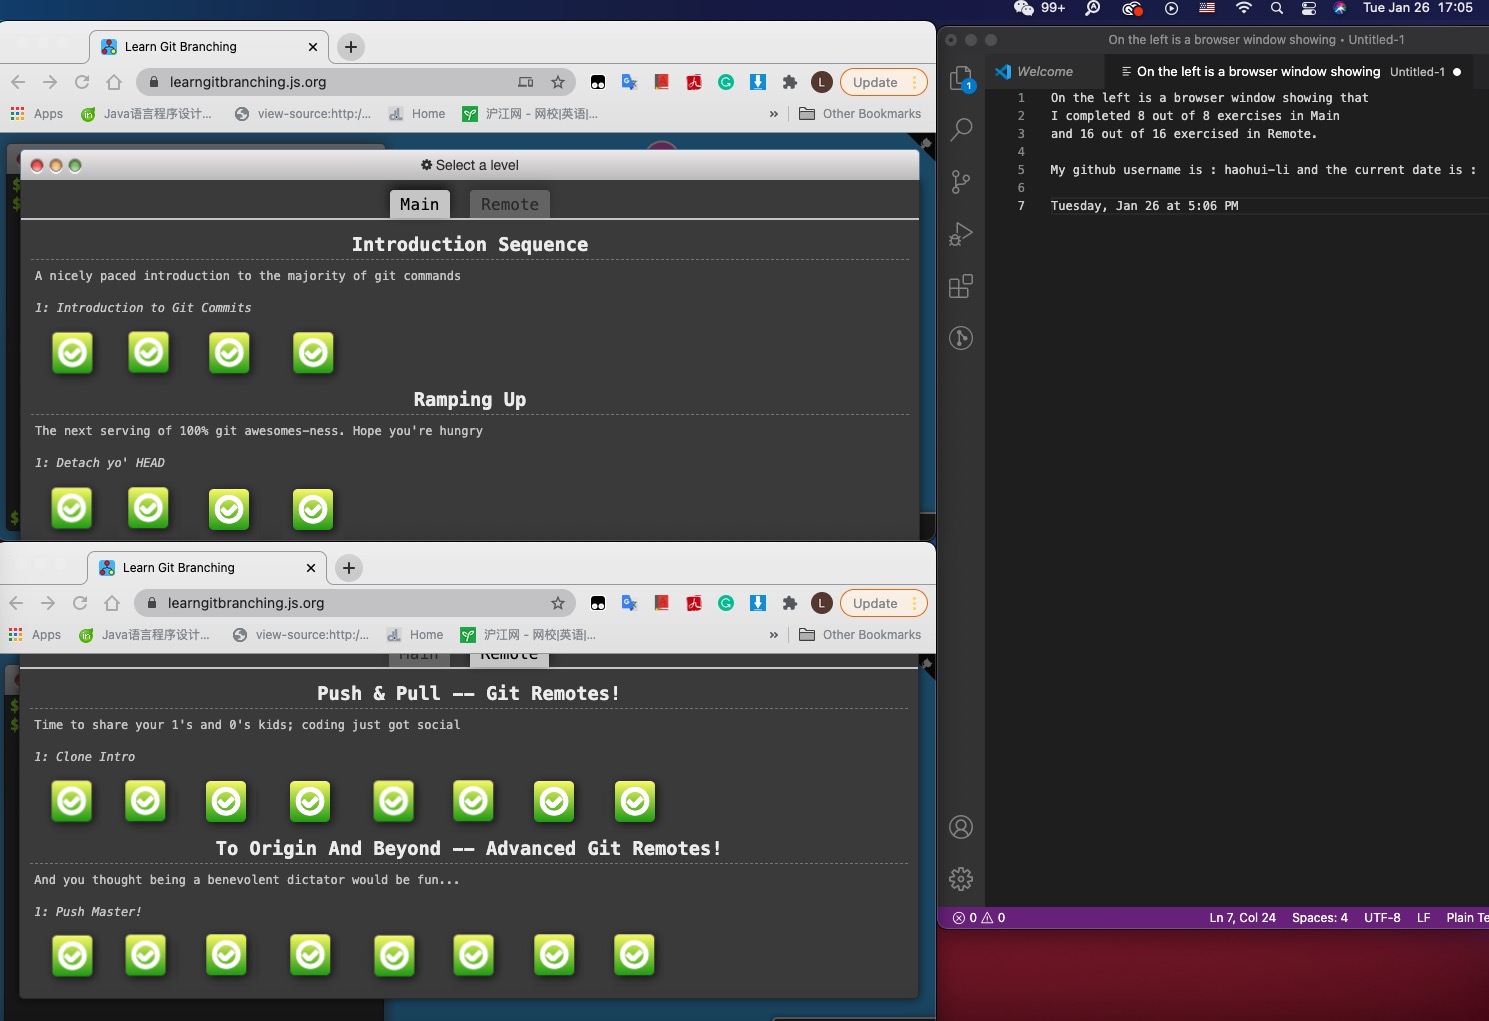 99+
Tue Jan 26 17:05
Learn Git Branching
learngitbranching.js.org
L
Update
Apps
Java语言程序设计...
view-source:http:/...
Home
沪江网 - 网校|英语|...
»
Other Bookmarks
Select a level
Main
Remote
Introduction Sequence
A nicely paced introduction to the majority of git commands
1: Introduction to Git Commits
Ramping Up
The next serving of 100% git awesomes-ness. Hope you're hungry
1: Detach yo' HEAD
$
$
$
Learn Git Branching
learngitbranching.js.org
L
Update
Apps
Java语言程序设计...
view-source:http:/...
Home
沪江网 - 网校|英语|...
»
Other Bookmarks
Main
Remote
Push & Pull -- Git Remotes!
Time to share your 1's and 0's kids; coding just got social
1: Clone Intro
To Origin And Beyond -- Advanced Git Remotes!
And you thought being a benevolent dictator would be fun...
1: Push Master!
$
$
On the left is a browser window showing • Untitled-1
Welcome
On the left is a browser window showing Untitled-1
1
1 On the left is a browser window showing that
2 I completed 8 out of 8 exercises in Main
3 and 16 out of 16 exercised in Remote.
4
5 My github username is : haohui-li and the current date is :
6
7 Tuesday, Jan 26 at 5:06 PM
0 0
Ln 7, Col 24 Spaces: 4 UTF-8 LF Plain Te